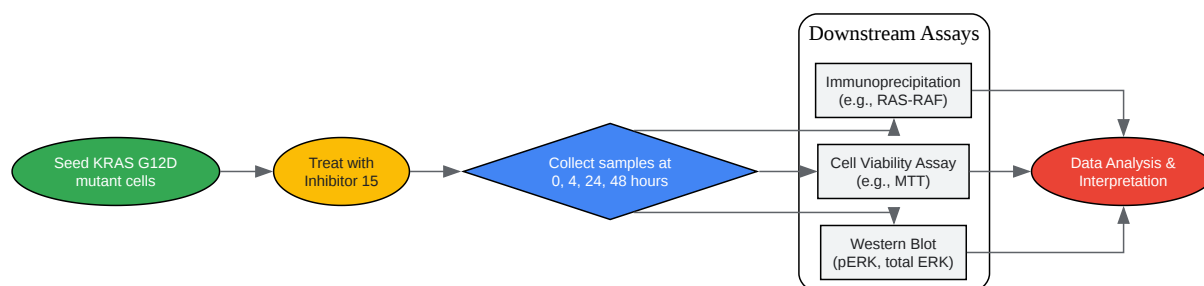 Seed KRAS G12D
mutant cells
Treat with
Inhibitor 15
Collect samples at
0, 4, 24, 48 hours
Downstream Assays
Immunoprecipitation
(e.g., RAS-RAF)
Cell Viability Assay
(e.g., MTT)
Western Blot
(pERK, total ERK)
Data Analysis &
Interpretation